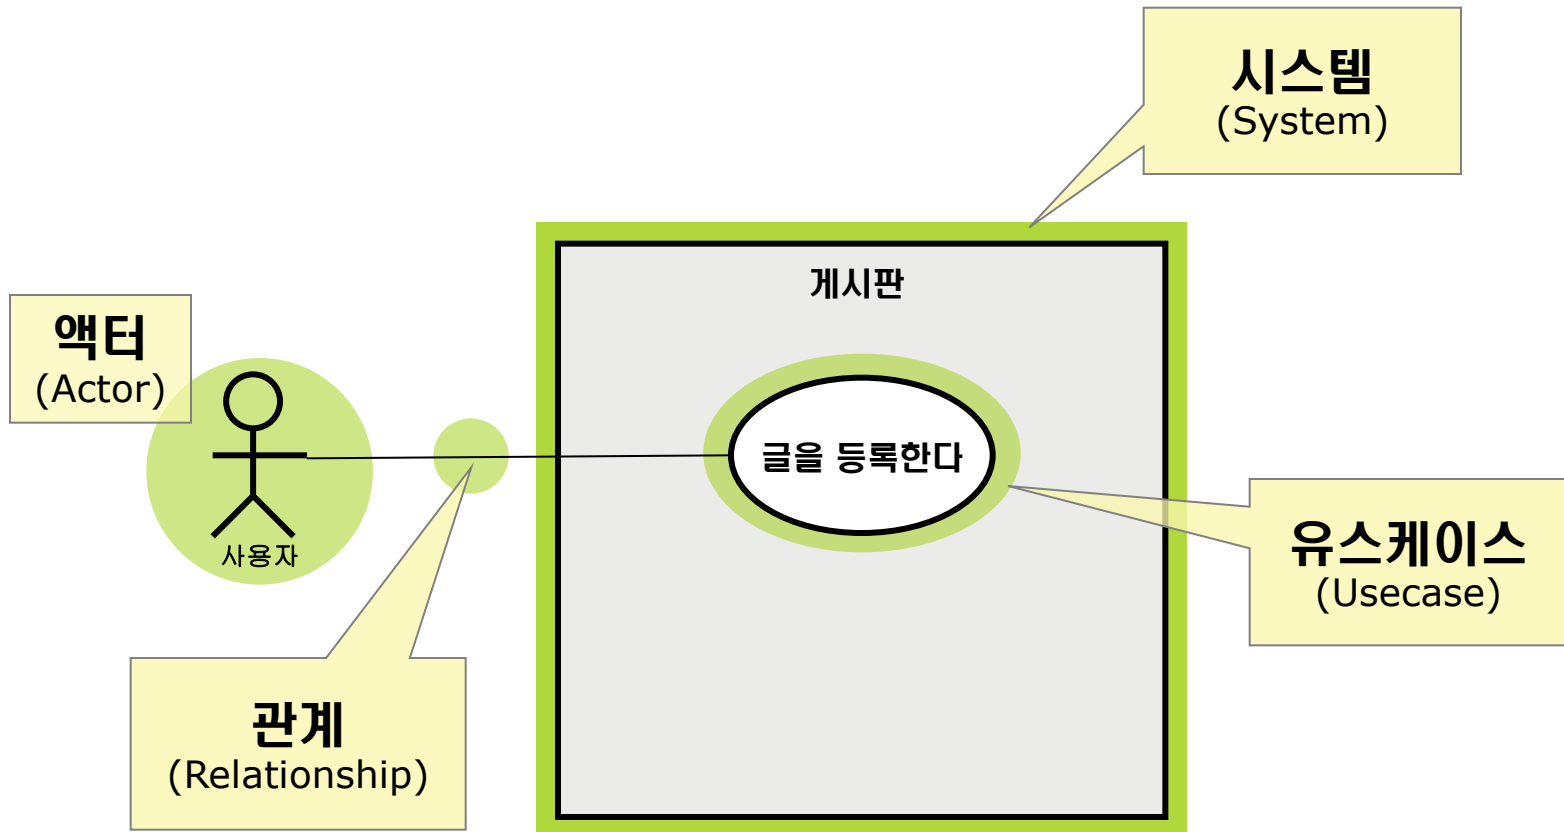 시스템
(System)
게시판
액터
(Actor)
글을 등록한다
사용자
유스케이스
(Usecase)
관계
(Relationship)